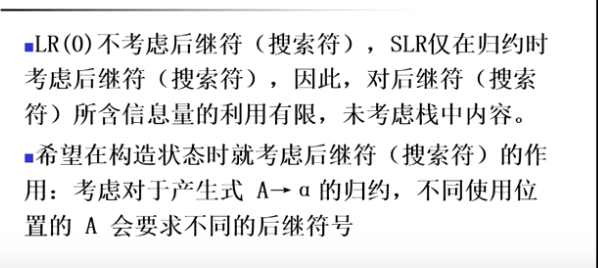 ■LR(0)不考虑后继符（搜索符），SLR仅在归约时
考虑后继符（搜索符），因此，对后继符（搜索
符）所含信息量的利用有限，未考虑栈中内容。
■希望在构造状态时就考虑后继符（搜索符）的作
用：考虑对于产生式 A→α的归约，不同使用位
置的 A 会要求不同的后继符号